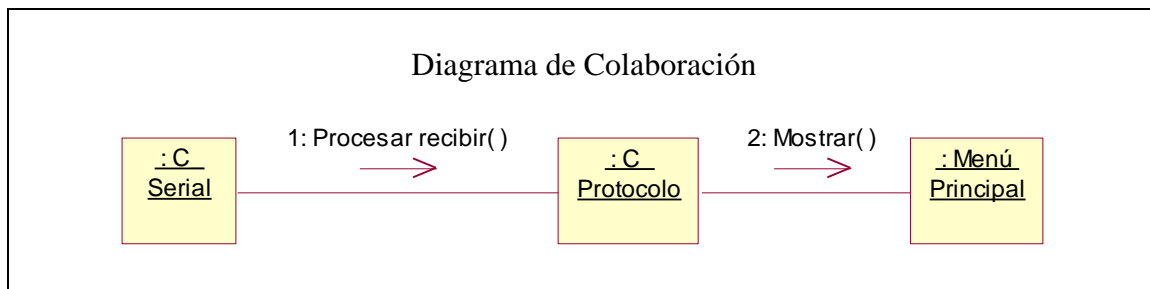 Diagrama de Colaboración
: C
Serial
1: Procesar recibir( )
: C
Protocolo
2: Mostrar( )
: Menú
Principal